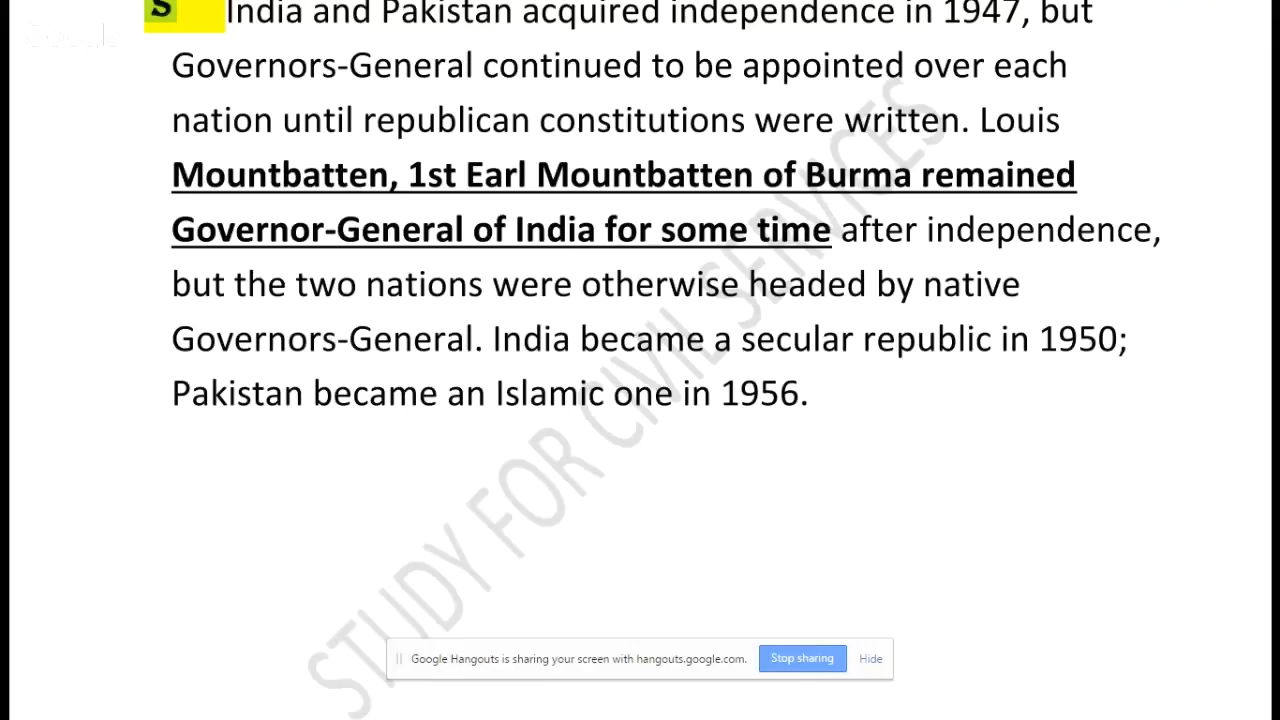 S
India and Pakistan acquired independence in 1947, but
Governors-General continued to be appointed over each
nation until republican constitutions were written. Louis
Mountbatten, 1st Earl Mountbatten of Burma remained
Governor-General of India for some time after independence,
but the two nations were otherwise headed by native
Governors-General. India became a secular republic in 1950;
Pakistan became an Islamic one in 1956.
STUDY FOR CIVIL SERVICES
Google Hangouts is sharing your screen with hangouts.google.com. Stop sharing Hide